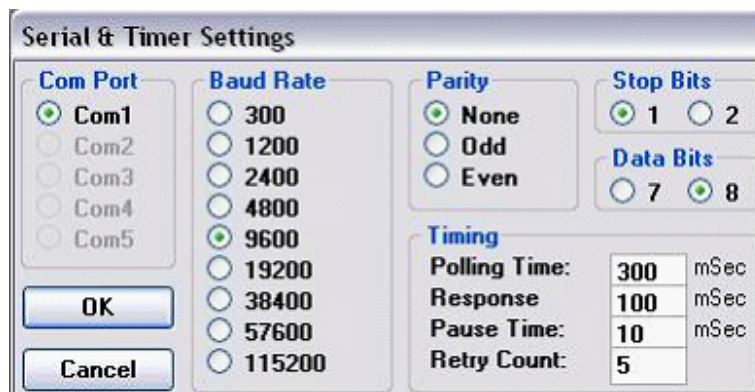 Serial & Timer Settings
Com Port
Com1
Com2
Com3
Com4
Com5
OK
Cancel
Baud Rate
300
1200
2400
4800
9600
19200
38400
57600
115200
Parity
None
Odd
Even
Stop Bits
1 2
Data Bits
7 8
Timing
Polling Time: 300 mSec
Response 100 mSec
Pause Time: 10
Retry Count: 5